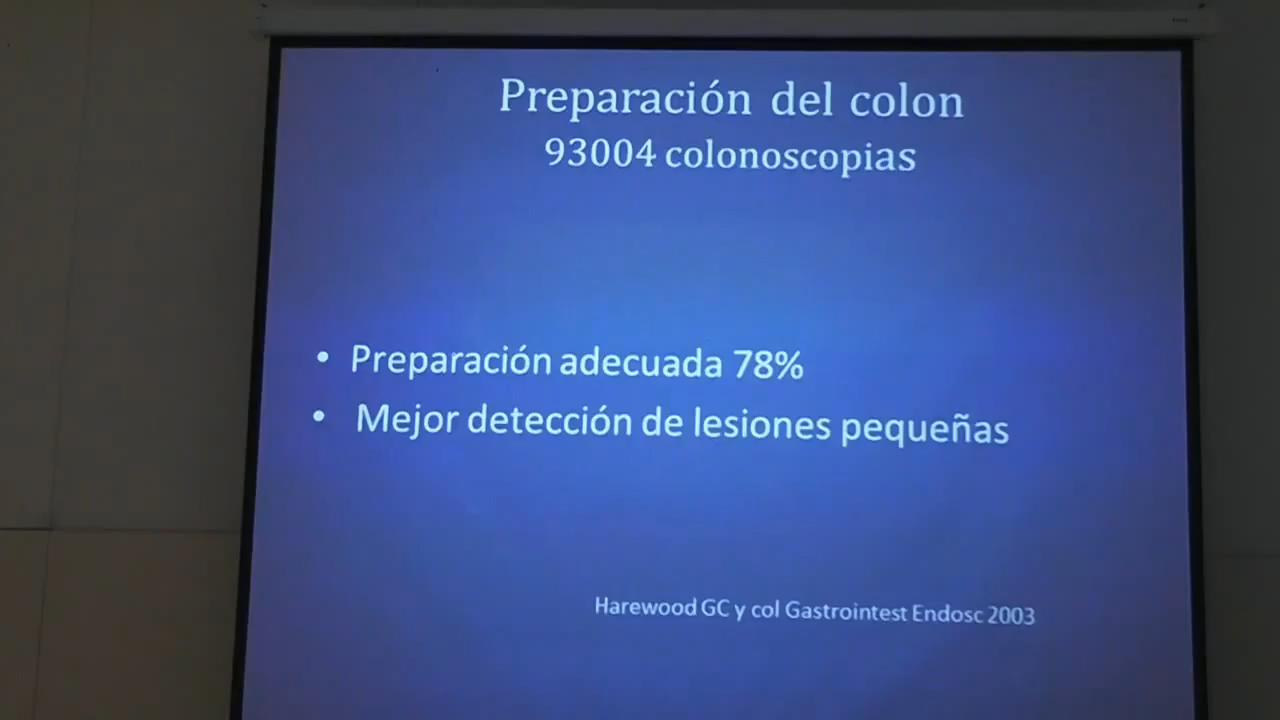 Preparación del colon
93004 colonoscopias
• Preparación adecuada 78%
• Mejor detección de lesiones pequeñas
Harewood GC y col Gastrointest Endosc 2003